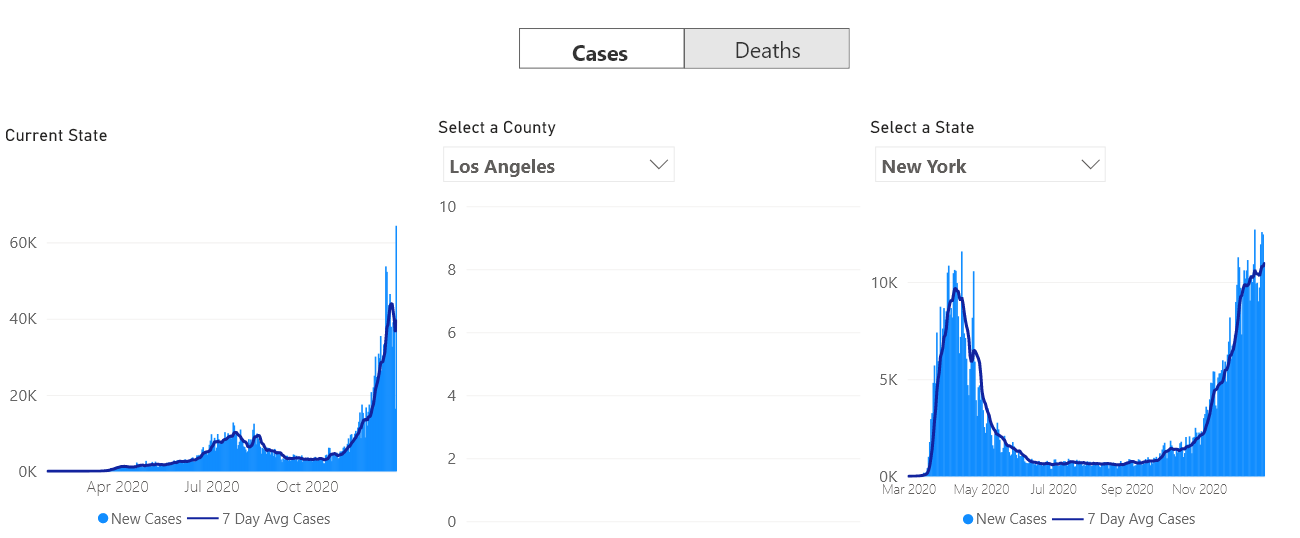 Cases
Deaths
Current State
Select a County
Los Angeles
Select a State
New York
60K
40K
20K
0K
Apr 2020
Jul 2020
Oct 2020
New Cases
7 Day Avg Cases
10
8
6
4
2
0
10K
5K
0K
Mar 2020
May 2020
Jul 2020
Sep 2020
Nov 2020
New Cases
7 Day Avg Cases